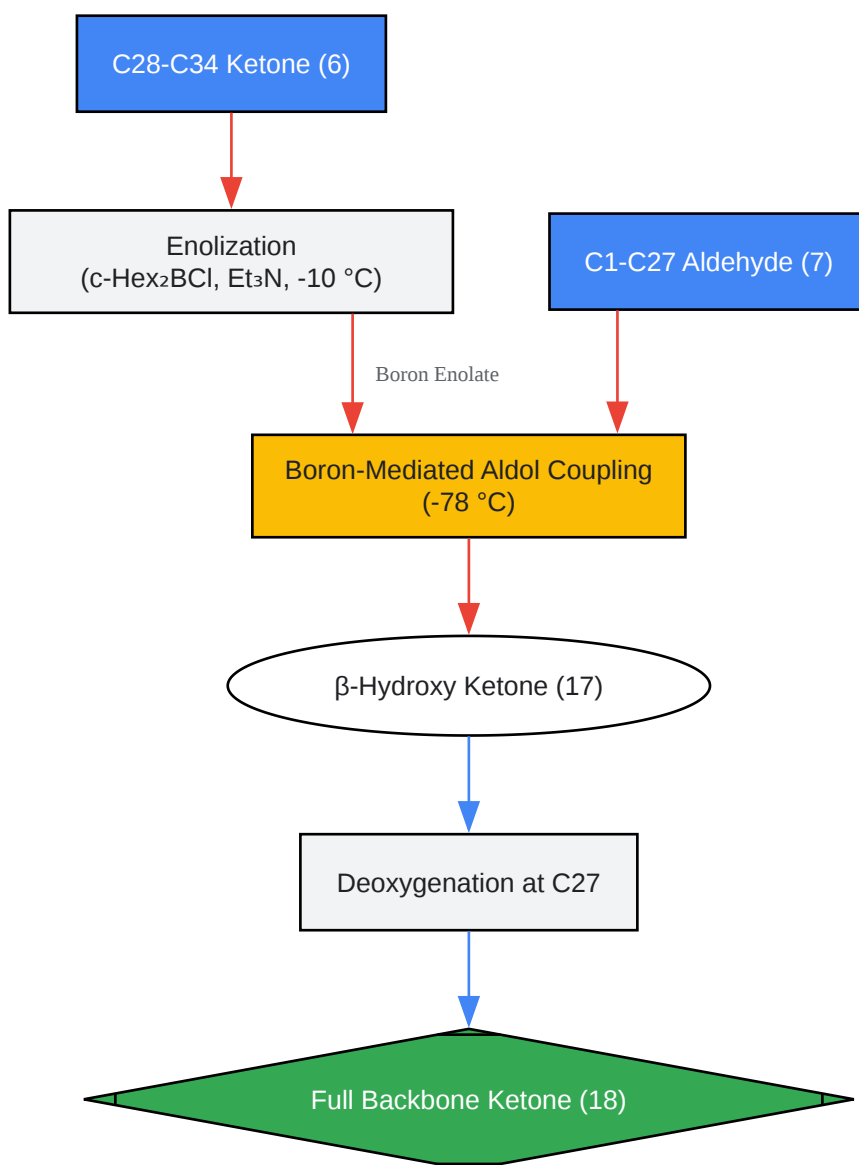 C28-C34 Ketone (6)
Enolization
(c-Hex₂BCl, Et₃N, -10 °C)
C1-C27 Aldehyde (7)
Boron Enolate
Boron-Mediated Aldol Coupling
(-78 °C)
β-Hydroxy Ketone (17)
Deoxygenation at C27
Full Backbone Ketone (18)